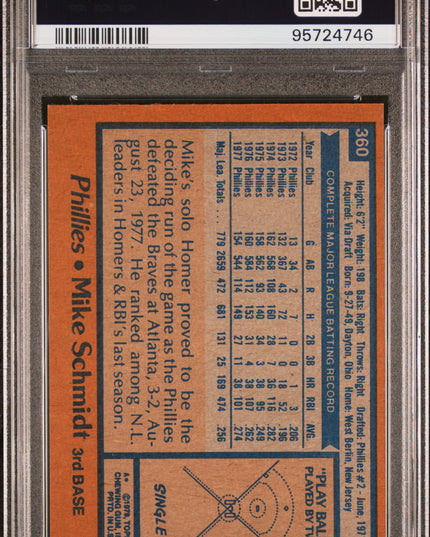 95724746
360
Height: 6'2" Weight: 198 Bats: Right Throws: Right Drafted: Phillies #2 - June, 197
Acquired: Via Draft Born: 9-27-49, Dayton, Ohio Home: West Berlin, New Jersey
COMPLETE MAJOR LEAGUE BATTING RECORD
Year Club G AB R H 2B 3B HR RBI AVG.
1972 Phillies 13 34 2 7 0 0 1 3 .206
1973 Phillies 132 367 43 72 11 0 18 52 .196
1974 Phillies 162 568 108 160 28 7 36 116 .282
1975 Phillies 158 562 93 140 34 3 38 95 .249
1976 Phillies 160 584 112 153 31 4 38 107 .262
1977 Phillies 154 544 114 149 27 11 38 101 .274
Maj. Lea. Totals . . . 779 2659 472 681 131 25 169 474 .256
Mike's solo Homer proved to be the
deciding run of the game as the Phillies
defeated the Braves at Atlanta, 3-2, Au-
gust 23, 1977. He ranked among N.L.
leaders in Homers & RBI's last season.
Phillies • Mike Schmidt 3rd BASE
"PLAY BAL
PLAYED BY TW
SINGLE
©1978 TOP
CHEWING GUM, I
PRTD. IN U.